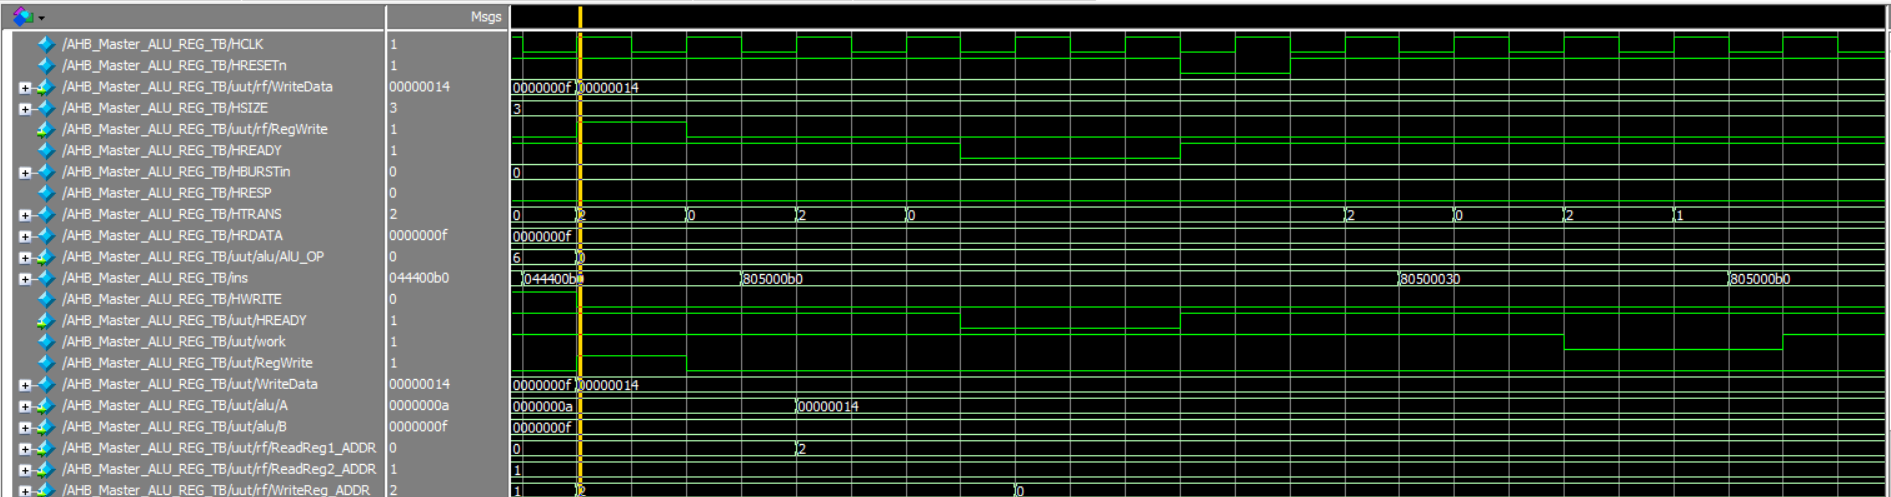 Msgs
/AHB_Master_ALU_REG_TB/HCLK 1
/AHB_Master_ALU_REG_TB/HRESETn 1
/AHB_Master_ALU_REG_TB/uut/rf/WriteData 00000014 0000000f 00000014
/AHB_Master_ALU_REG_TB/HSIZE 3 3
/AHB_Master_ALU_REG_TB/uut/rf/RegWrite 1
/AHB_Master_ALU_REG_TB/HREADY 1
/AHB_Master_ALU_REG_TB/HBURSTin 0 0
/AHB_Master_ALU_REG_TB/HRESP 0
/AHB_Master_ALU_REG_TB/HTRANS 2 0 2 0 2 0 2 0 2 1
/AHB_Master_ALU_REG_TB/HRDATA 0000000f 0000000f
/AHB_Master_ALU_REG_TB/uut/alu/AlU_OP 0 6 0
/AHB_Master_ALU_REG_TB/ins 044400b0 044400b 805000b0 80500030 805000b0
/AHB_Master_ALU_REG_TB/HWRITE 0
/AHB_Master_ALU_REG_TB/uut/HREADY 1
/AHB_Master_ALU_REG_TB/uut/work 1
/AHB_Master_ALU_REG_TB/uut/RegWrite 1
/AHB_Master_ALU_REG_TB/uut/WriteData 00000014 0000000f 00000014
/AHB_Master_ALU_REG_TB/uut/alu/A 0000000a 0000000a 00000014
/AHB_Master_ALU_REG_TB/uut/alu/B 0000000f 0000000f
/AHB_Master_ALU_REG_TB/uut/rf/ReadReg1_ADDR 0 0 2
/AHB_Master_ALU_REG_TB/uut/rf/ReadReg2_ADDR 1 1
/AHB_Master_ALU_REG_TB/uut/rf/WriteReg_ADDR 2 1 2 0